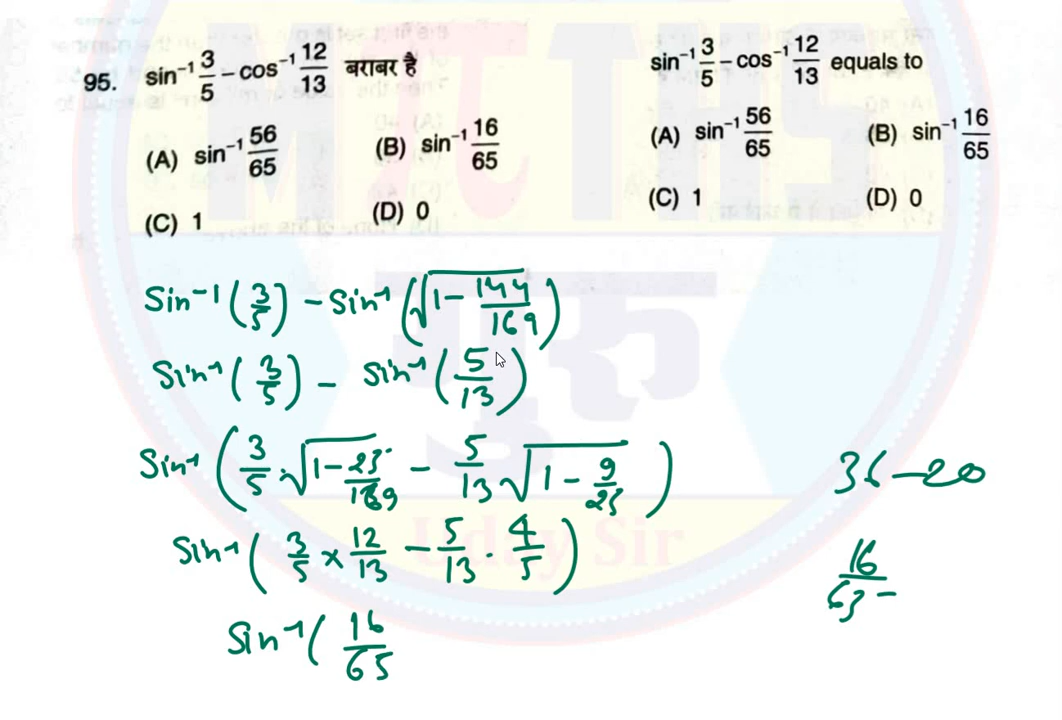 95. sin⁻¹ 3/5 – cos⁻¹ 12/13 बराबर है
(A) sin⁻¹ 56/65 (B) sin⁻¹ 16/65
(C) 1 (D) 0
sin⁻¹ 3/5 – cos⁻¹ 12/13 equals to
(A) sin⁻¹ 56/65 (B) sin⁻¹ 16/65
(C) 1 (D) 0
Sin⁻¹(3/5) – Sin⁻¹(√(1–144/169))
Sin⁻¹(3/5) – Sin⁻¹(5/13)
Sin⁻¹(3/5.√(1–25/169) – 5/13√(1–9/25))
Sin⁻¹(3/5 × 12/13 – 5/13 . 4/5)
Sin⁻¹(16/65
36–20
16/65
MATHS
गुरु
Uday Sir